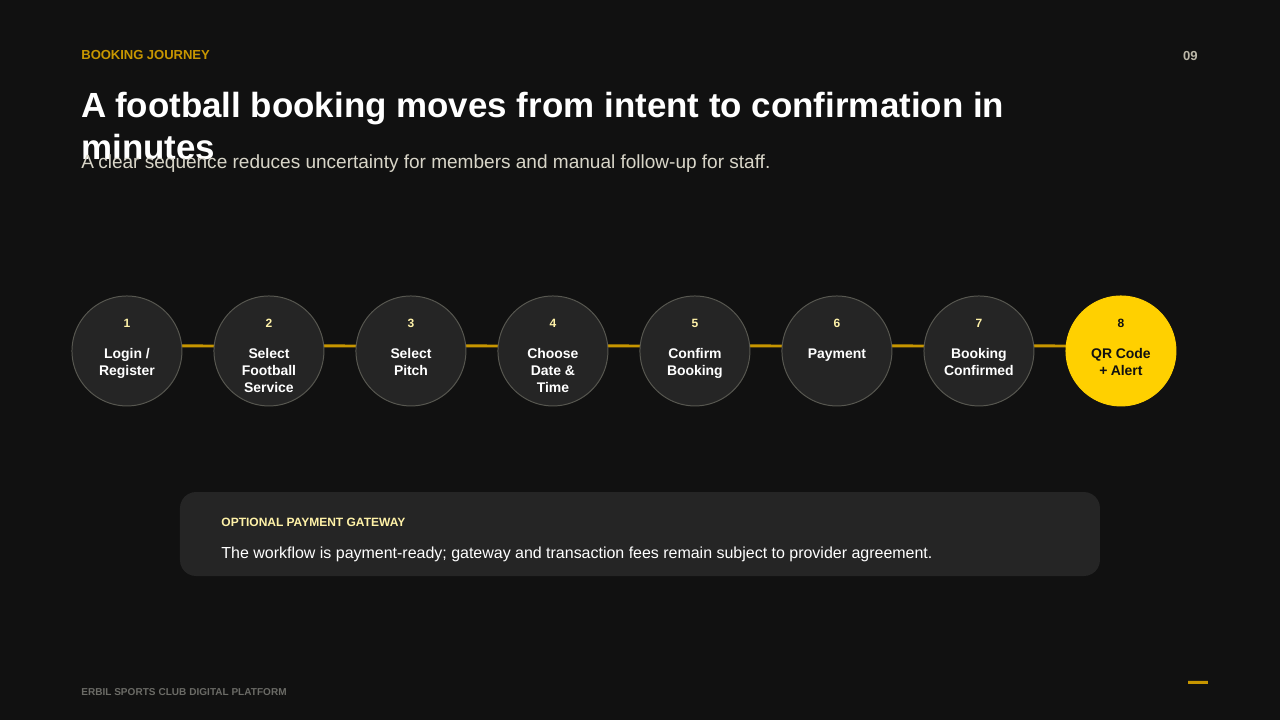 BOOKING JOURNEY
09
A football booking moves from intent to confirmation in
minutes
A clear sequence reduces uncertainty for members and manual follow-up for staff.
1
Login /
Register
2
Select
Football
Service
3
Select
Pitch
4
Choose
Date &
Time
5
Confirm
Booking
6
Payment
7
Booking
Confirmed
8
QR Code
+ Alert
OPTIONAL PAYMENT GATEWAY
The workflow is payment-ready; gateway and transaction fees remain subject to provider agreement.
ERBIL SPORTS CLUB DIGITAL PLATFORM